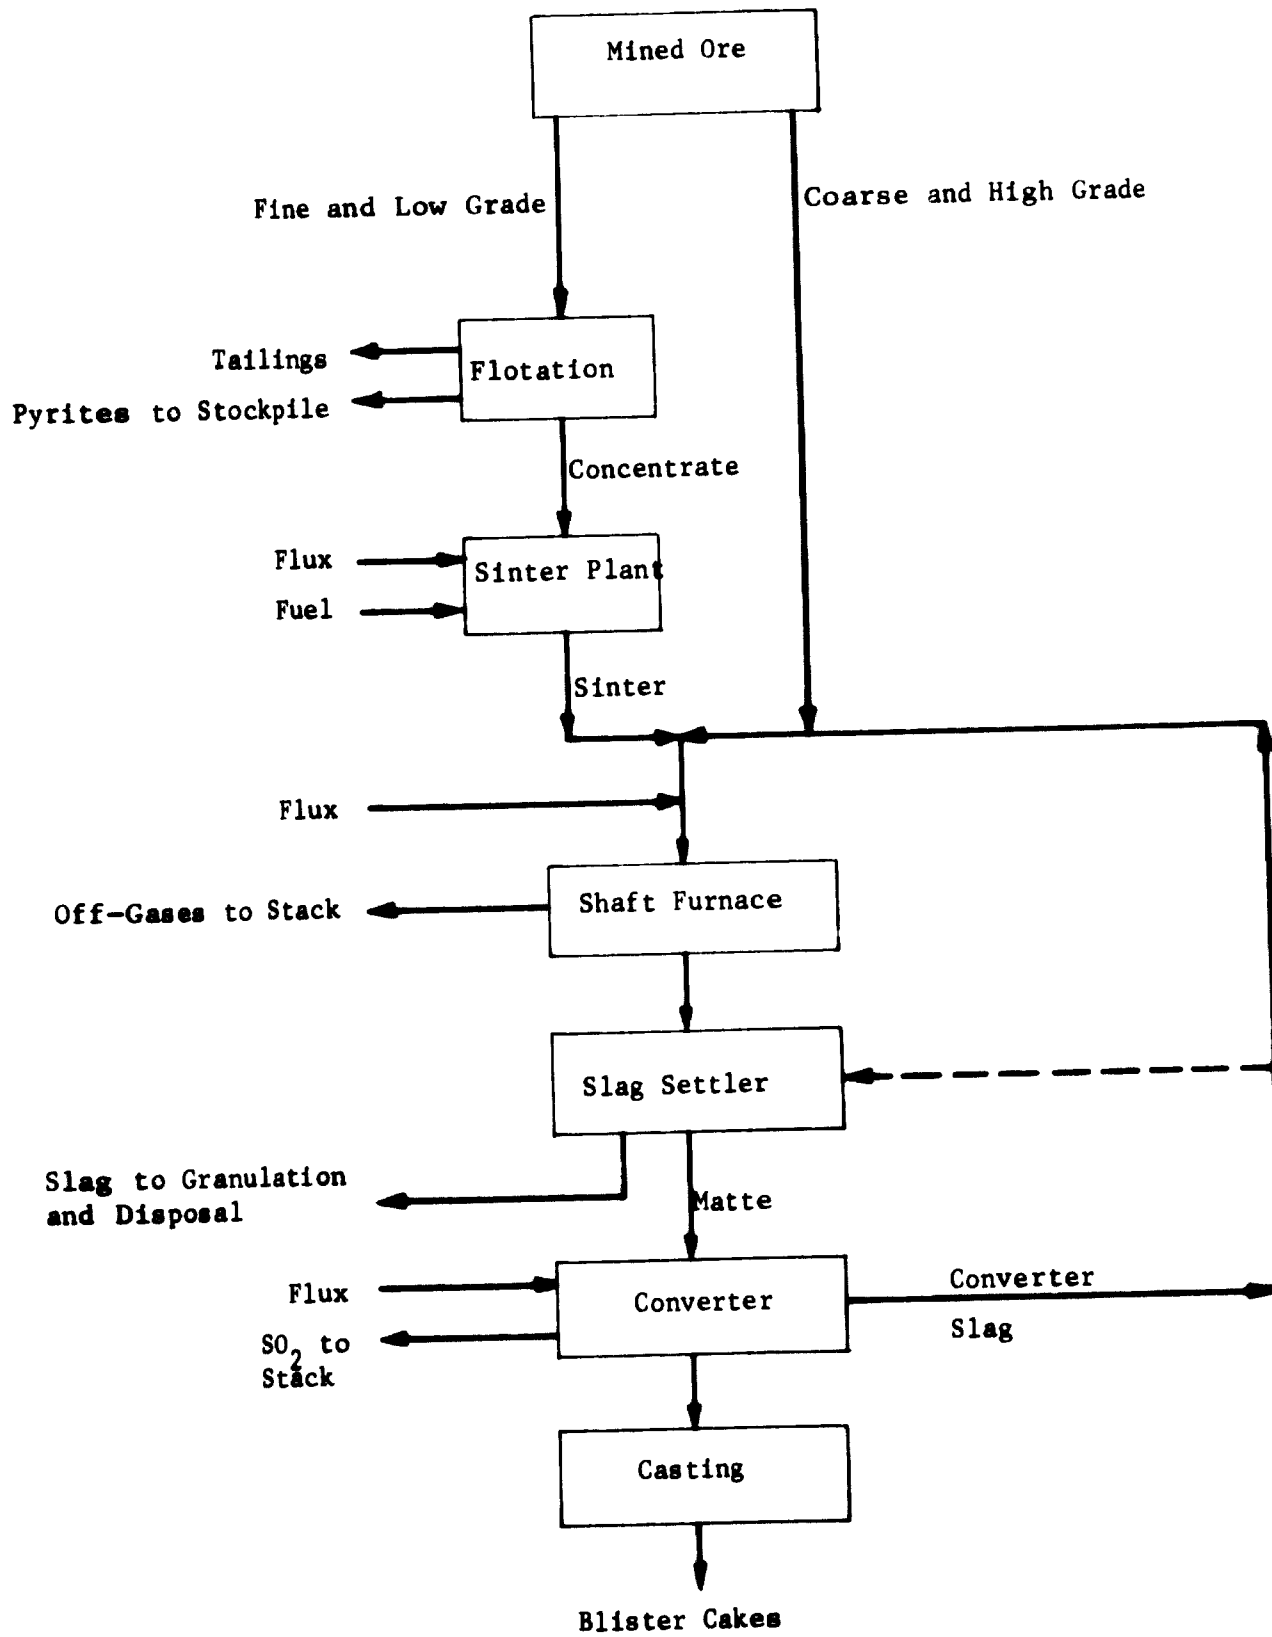 Mined Ore
Fine and Low Grade
Coarse and High Grade
Tailings
Flotation
Pyrites to Stockpile
Concentrate
Flux
Sinter Plant
Fuel
Sinter
Flux
Off-Gases to Stack
Shaft Furnace
Slag Settler
Slag to Granulation
and Disposal
Matte
Flux
Converter
Converter
Slag
SO2 to
Stack
Casting
Blister Cakes